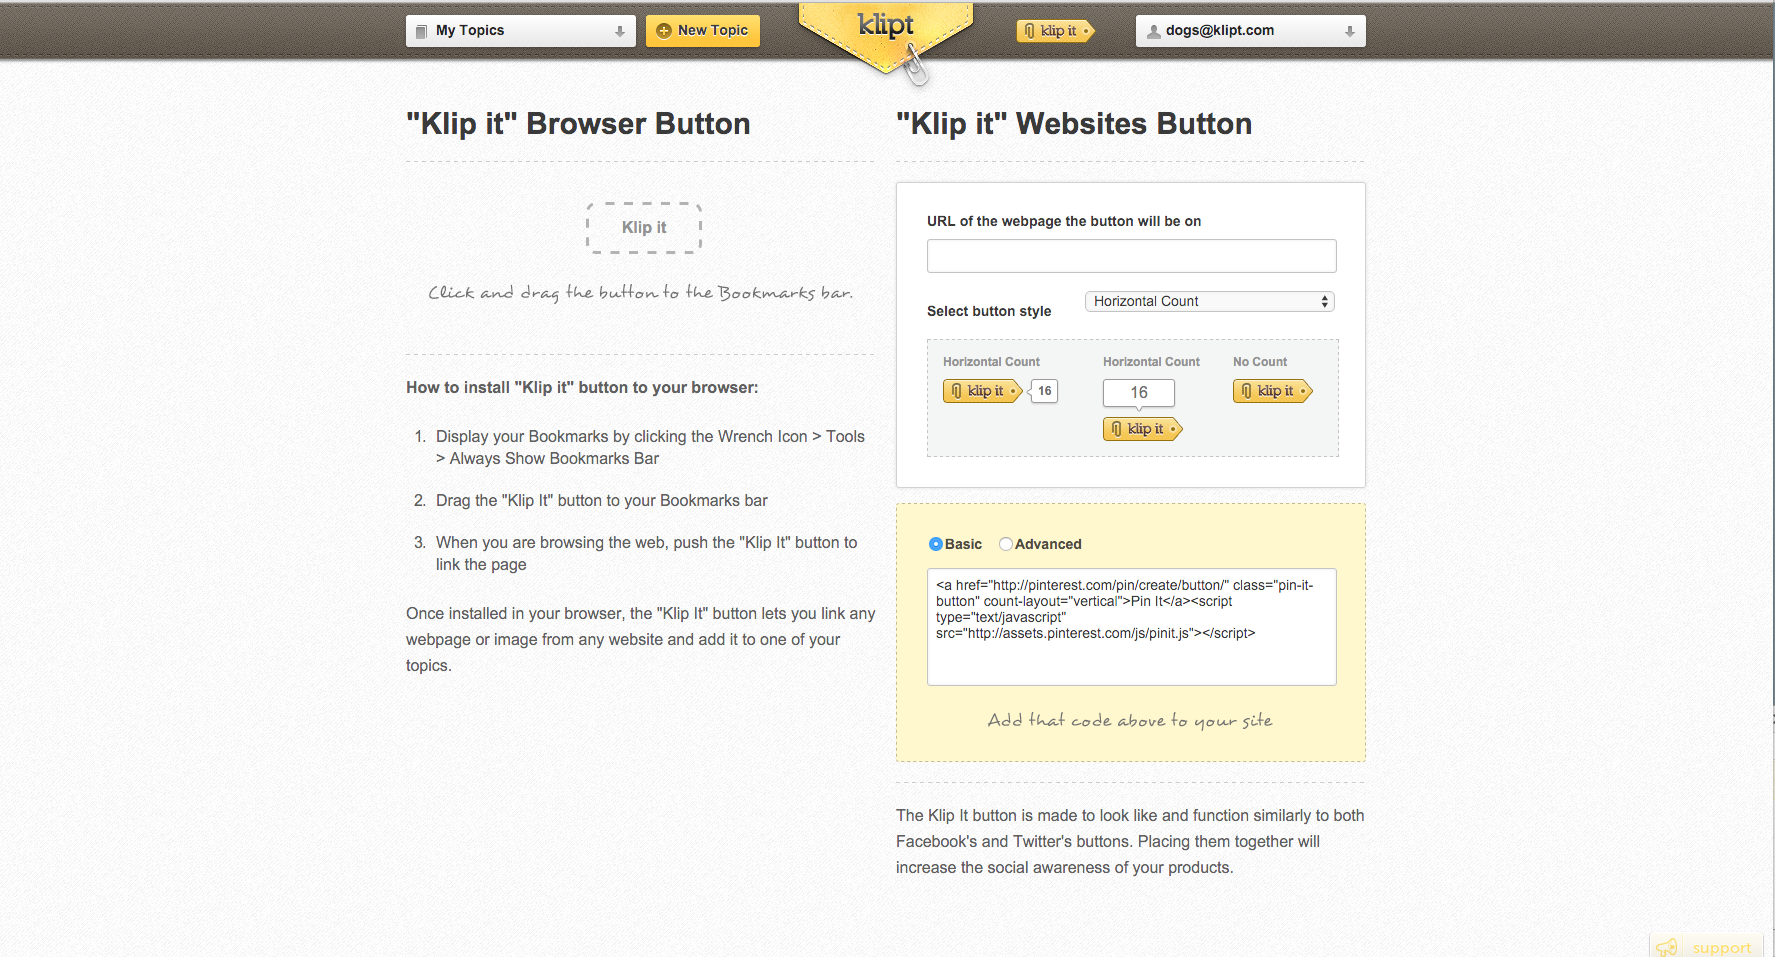 My Topics
New Topic
klipt
klip it
dogs@klipt.com
"Klip it" Browser Button
Klip it
Click and drag the button to the Bookmarks bar.
How to install "Klip it" button to your browser:
1. Display your Bookmarks by clicking the Wrench Icon > Tools
> Always Show Bookmarks Bar
2. Drag the "Klip It" button to your Bookmarks bar
3. When you are browsing the web, push the "Klip It" button to
link the page
Once installed in your browser, the "Klip It" button lets you link any
webpage or image from any website and add it to one of your
topics.
"Klip it" Websites Button
URL of the webpage the button will be on
Select button style
Horizontal Count
Horizontal Count
klip it 16
Horizontal Count
16
klip it
No Count
klip it
Basic Advanced
<a href="http://pinterest.com/pin/create/button/" class="pin-it-
button" count-layout="vertical">Pin It</a><script
type="text/javascript"
src="http://assets.pinterest.com/js/pinit.js"></script>
Add that code above to your site
The Klip It button is made to look like and function similarly to both
Facebook's and Twitter's buttons. Placing them together will
increase the social awareness of your products.
support